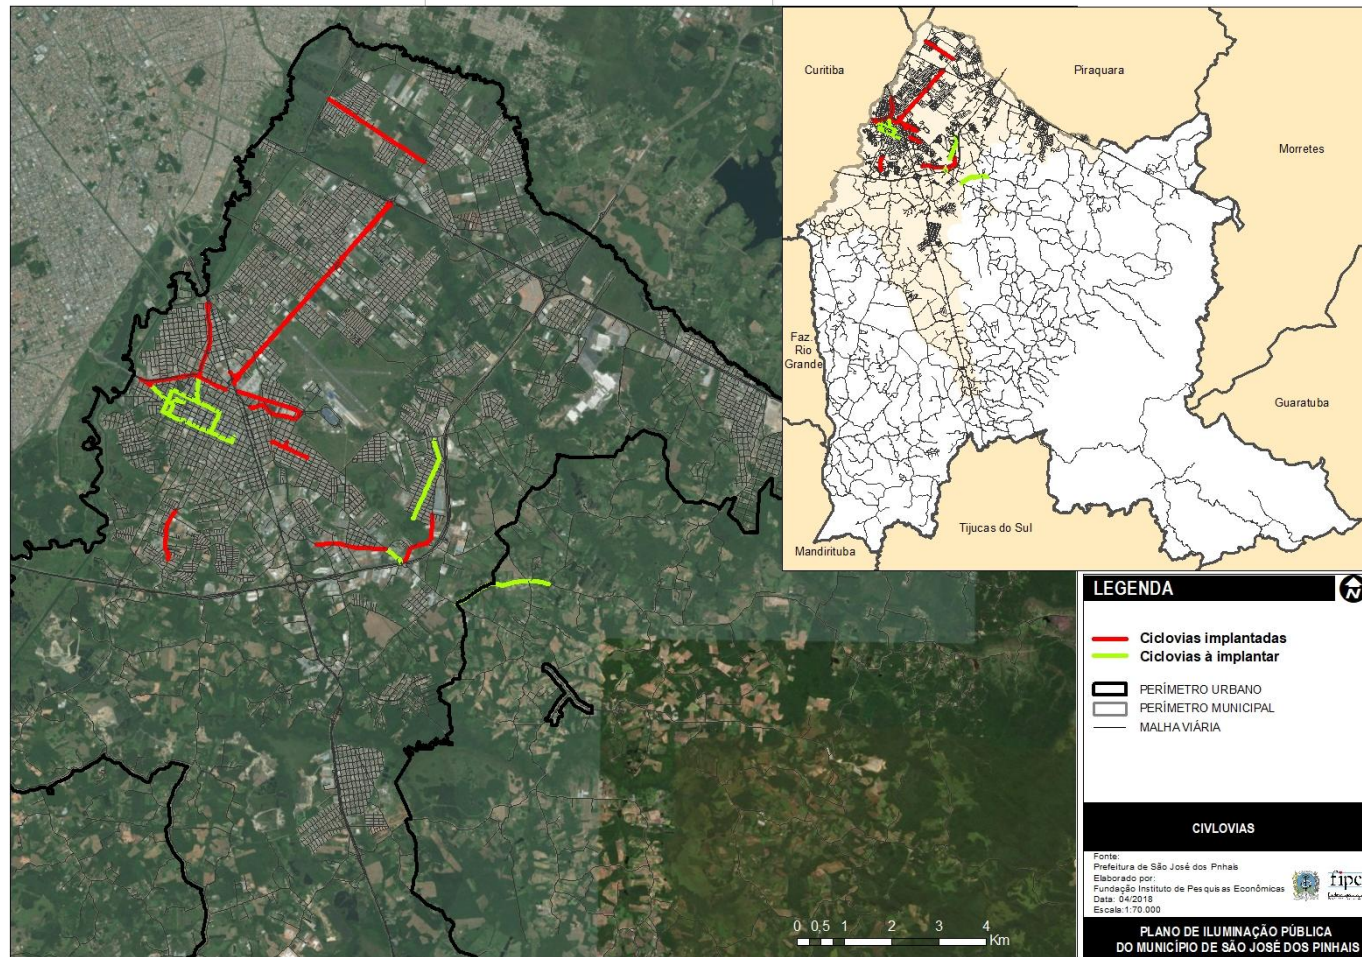 Curitiba
Piraquara
Morretes
Faz.
Rio
Grande
Guaratuba
Tijucas do Sul
Mandirituba
LEGENDA
N
Ciclovias implantadas
Ciclovias à implantar
PERÍMETRO URBANO
PERÍMETRO MUNICIPAL
MALHA VIÁRIA
CIVLOVIAS
Fonte:
Prefeitura de São José dos Pnhais
Elaborado por:
Fundação Instituto de Pesquisas Econômicas
Data: 04/2018
Escala:1:70.000
fipe
PLANO DE ILUMINAÇÃO PÚBLICA
DO MUNICÍPIO DE SÃO JOSÉ DOS PINHAIS
0 0,5 1 2 3 4
Km